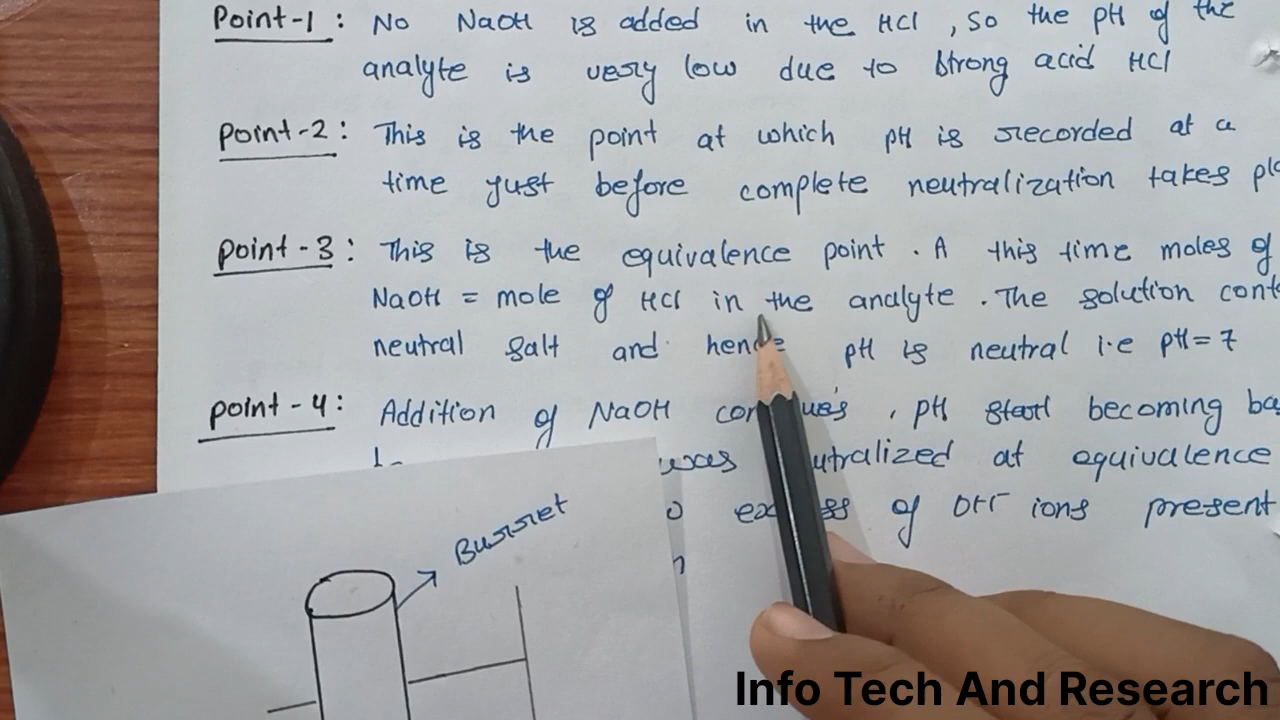 Point-1 : No NaOH is added in the HCl , so the pH of the
analyte is very low due to strong acid HCl
Point-2 : This is the point at which pH is recorded at a
time just before complete neutralization takes
Point-3 : This is the equivalence point . A this time moles of
NaOH = mole of HCl in the analyte . The solution
neutral salt and hence pH is neutral i.e pH = 7
Point-4 : Addition of NaOH , pH start becoming
was at equivalence
of OH⁻ ions present
Burret
Info Tech And Research